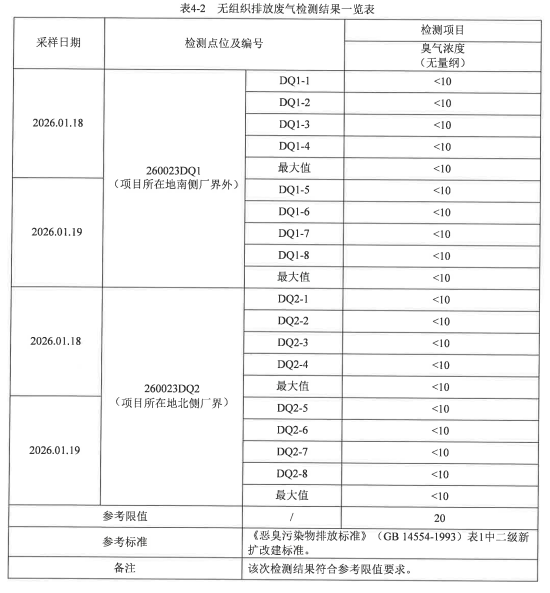 表4-2 无组织排放废气检测结果一览表
采样日期 检测点位及编号 检测项目
臭气浓度
（无量纲）
2026.01.18 260023DQ1
（项目所在地南侧厂界外） DQ1-1 <10
DQ1-2 <10
DQ1-3 <10
DQ1-4 <10
最大值 <10
2026.01.19 DQ1-5 <10
DQ1-6 <10
DQ1-7 <10
DQ1-8 <10
最大值 <10
2026.01.18 260023DQ2
（项目所在地北侧厂界） DQ2-1 <10
DQ2-2 <10
DQ2-3 <10
DQ2-4 <10
最大值 <10
2026.01.19 DQ2-5 <10
DQ2-6 <10
DQ2-7 <10
DQ2-8 <10
最大值 <10
参考限值 / 20
参考标准 《恶臭污染物排放标准》（GB 14554-1993）表1中二级新
扩改建标准。
备注 该次检测结果符合参考限值要求。